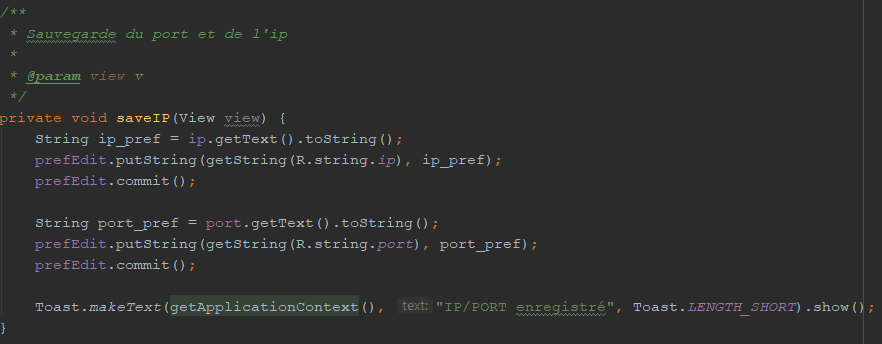 /**
 * Sauvegarde du port et de l'ip
 *
 * @param view v
 */
private void saveIP(View view) {
    String ip_pref = ip.getText().toString();
    prefEdit.putString(getString(R.string.ip), ip_pref);
    prefEdit.commit();

    String port_pref = port.getText().toString();
    prefEdit.putString(getString(R.string.port), port_pref);
    prefEdit.commit();

    Toast.makeText(getApplicationContext(), text: "IP/PORT enregistré", Toast.LENGTH_SHORT).show();
}